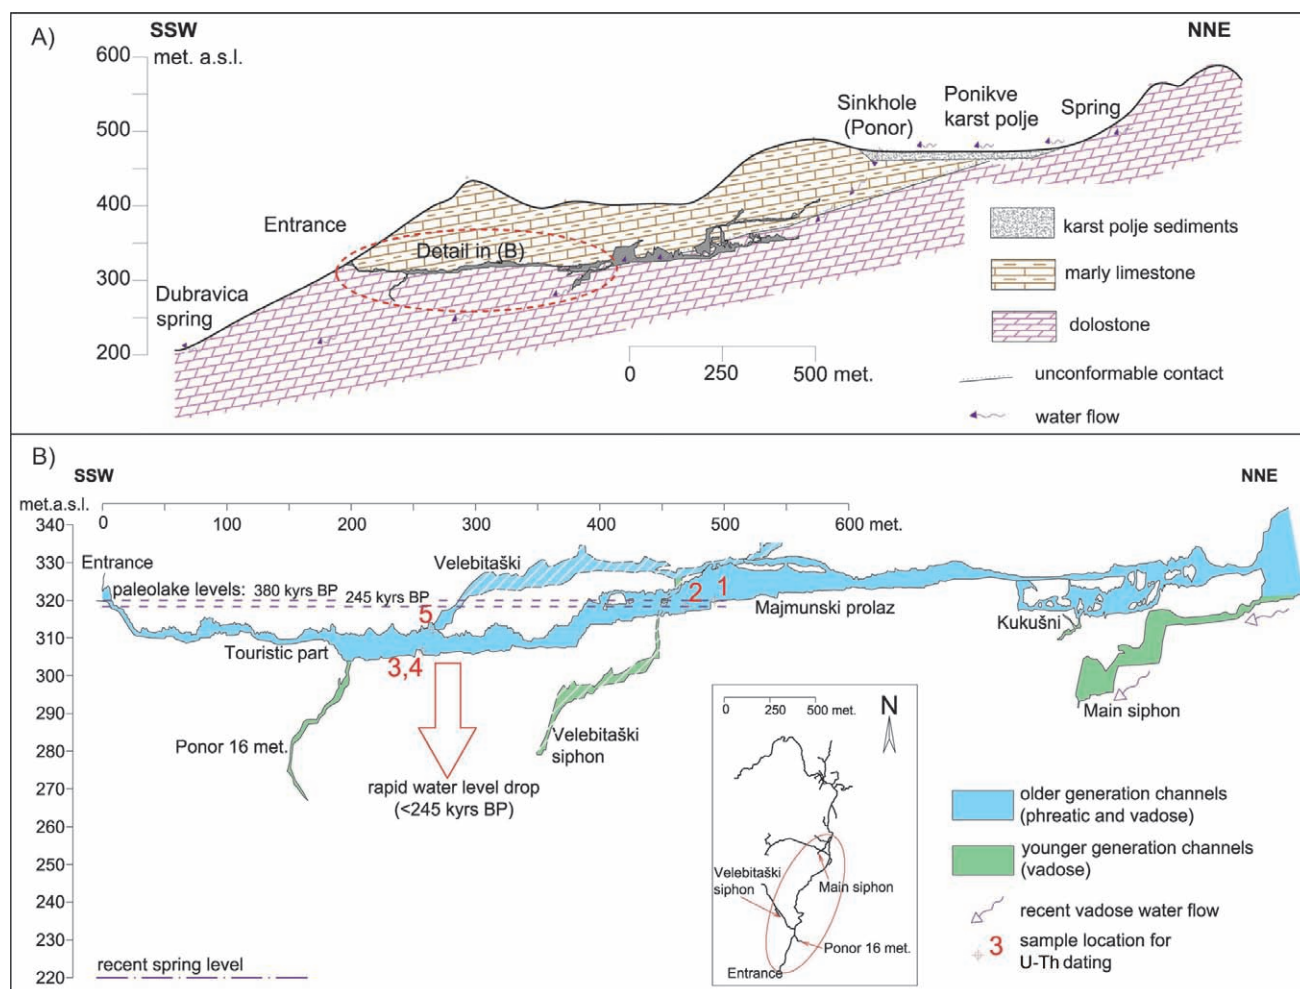 A)
SSW
NNE
600
met. a.s.l.
500
400
300
200
Sinkhole
(Ponor)
Ponikve
karst polje
Spring
Entrance
Detail in (B)
Dubravica
spring
karst polje sediments
marly limestone
dolostone
unconformable contact
water flow
0 250 500 met.
B)
SSW
NNE
met.a.s.l.
0 100 200 300 400 500 600 met.
340
330
320
310
300
290
280
270
260
250
240
230
220
Entrance
Velebitaški
paleolake levels: 380 kyrs BP
245 kyrs BP
5
2
1
Majmunski prolaz
Kukušni
Touristic part
3,4
Ponor 16 met.
Velebitaški
siphon
Main siphon
rapid water level drop
(<245 kyrs BP)
recent spring level
0 250 500 met.
N
Velebitaški
siphon
Main siphon
Ponor 16 met.
Entrance
older generation channels
(phreatic and vadose)
younger generation channels
(vadose)
recent vadose water flow
3
sample location for
U-Th dating